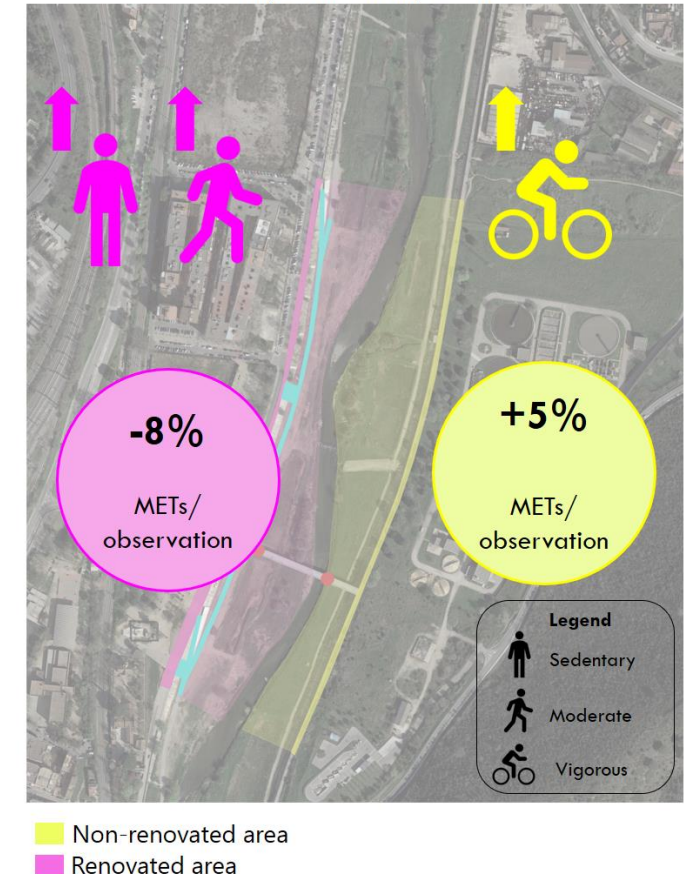 -8%
METs/
observation
+5%
METs/
observation
Legend
Sedentary
Moderate
Vigorous
Non-renovated area
Renovated area